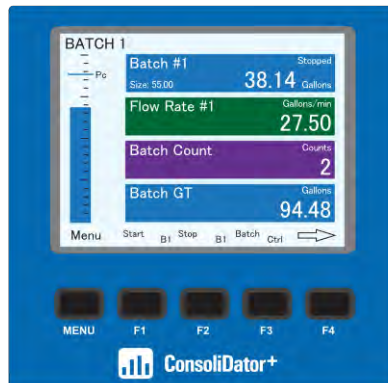 BATCH 1
Batch #1 Stopped
Size: 55.00 38.14 Gallons
Pc
Flow Rate #1 Gallons/min
27.50
Batch Count Counts
2
Batch GT Gallons
94.48
Menu Start B1 Stop B1 Batch Ctrl
MENU F1 F2 F3 F4
ConsoliDator+